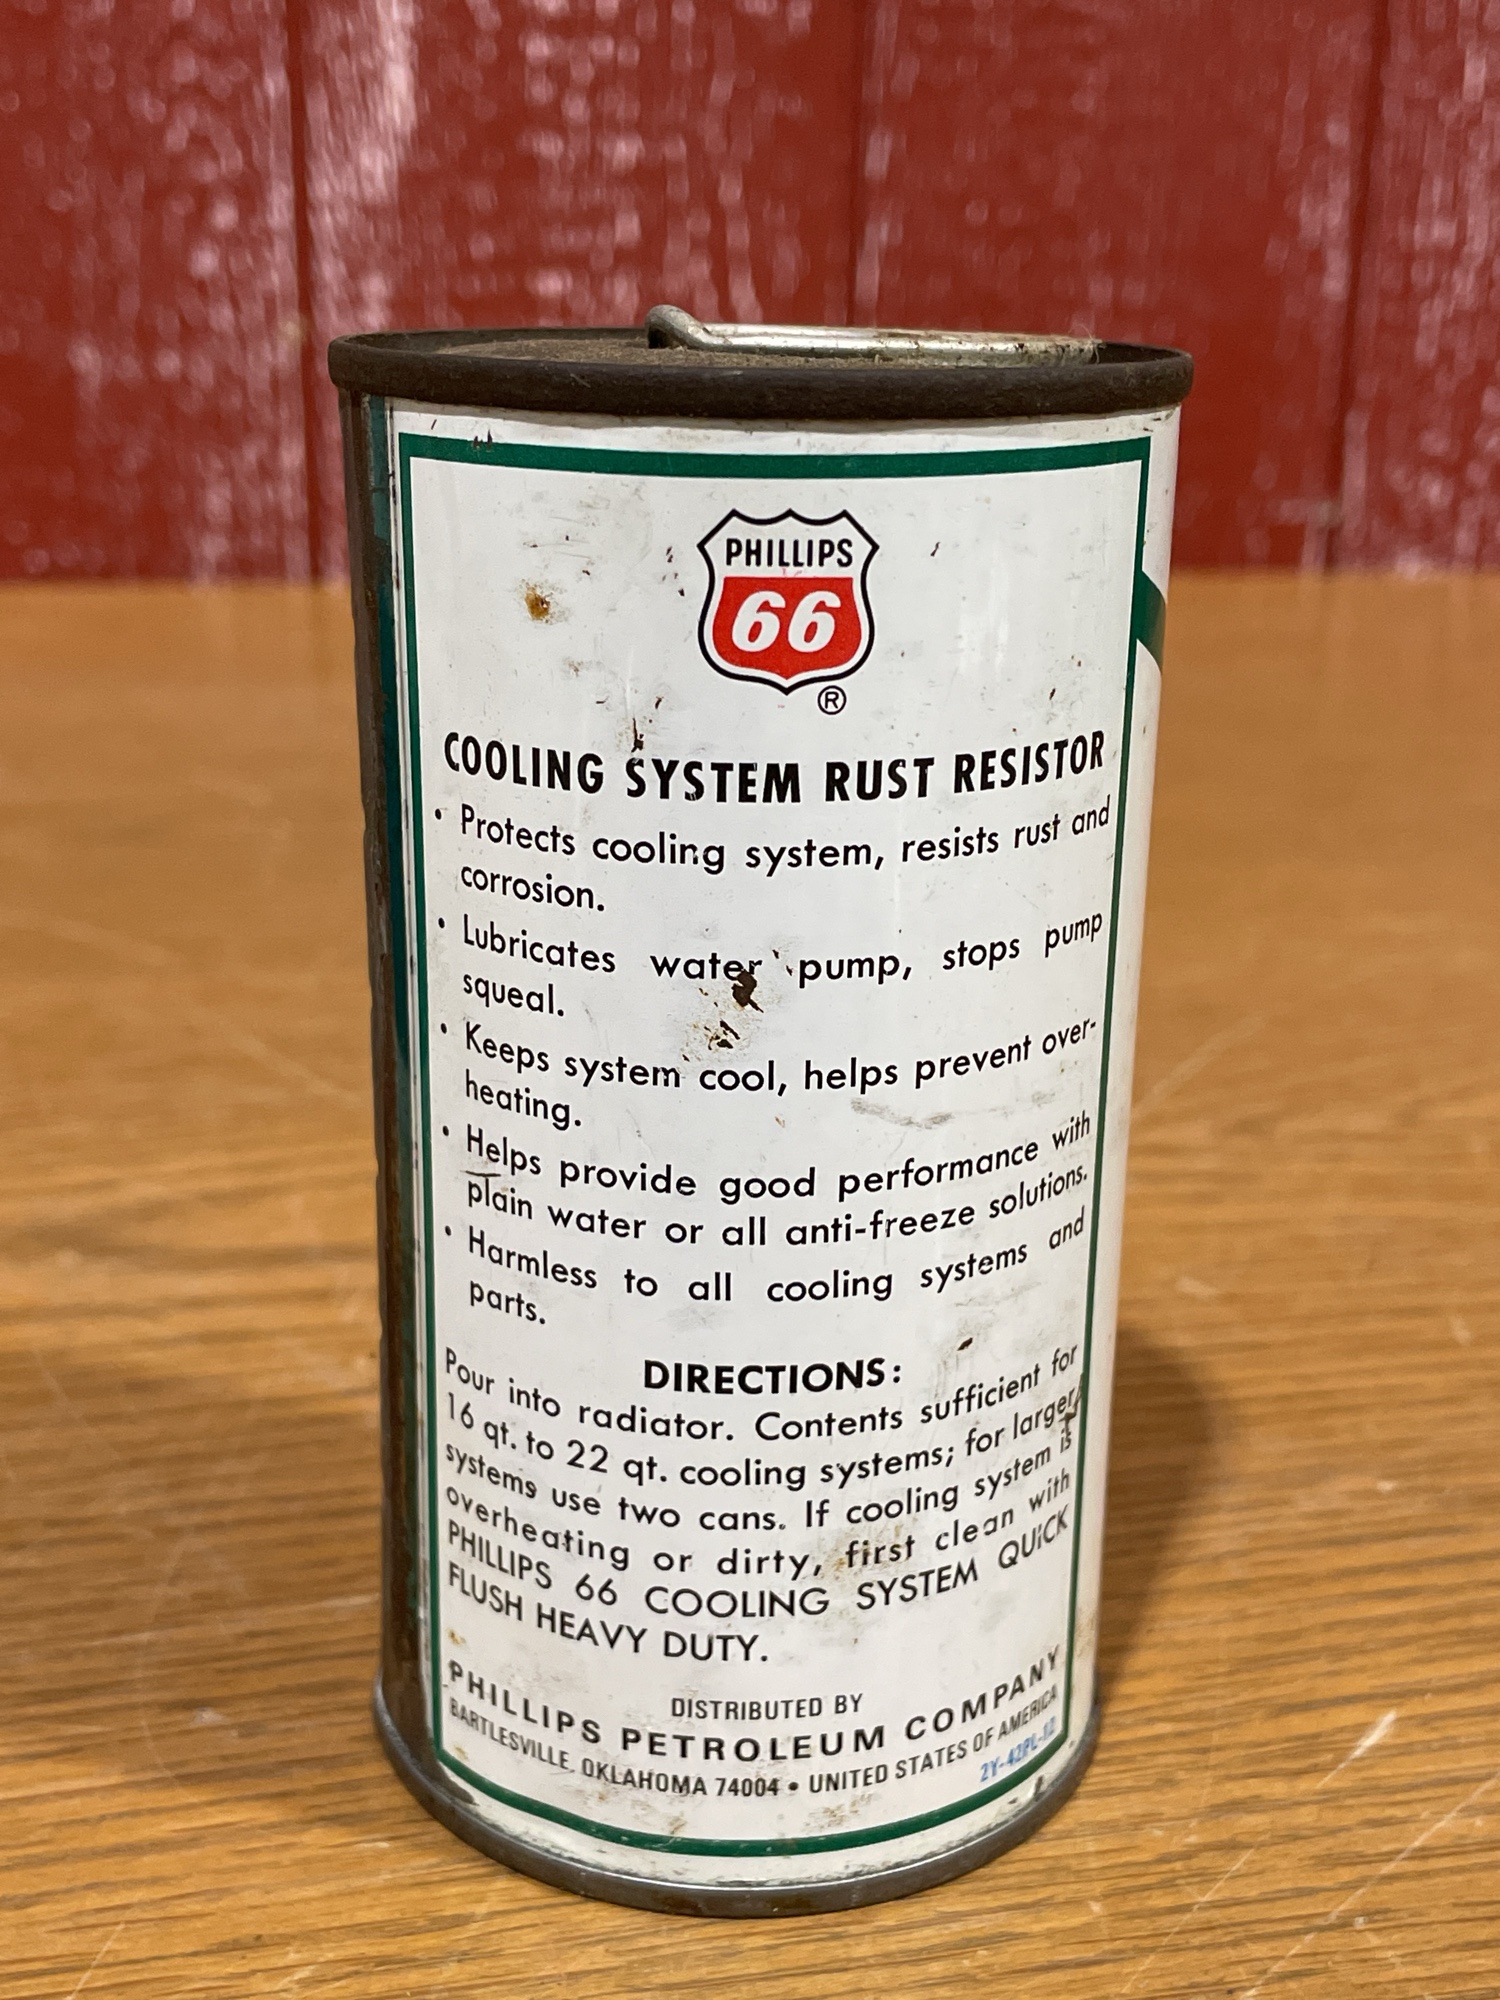 PHILLIPS
66
®
COOLING SYSTEM RUST RESISTOR
• Protects cooling system, resists rust and
corrosion.
• Lubricates water pump, stops pump
squeal.
• Keeps system cool, helps prevent over-
heating.
• Helps provide good performance with
plain water or all anti-freeze solutions.
• Harmless to all cooling systems and
parts.
DIRECTIONS:
Pour into radiator. Contents sufficient for
16 qt. to 22 qt. cooling systems; for larger
systems use two cans. If cooling system is
overheating or dirty, first clean with
PHILLIPS 66 COOLING SYSTEM QUICK
FLUSH HEAVY DUTY.
DISTRIBUTED BY
PHILLIPS PETROLEUM COMPANY
BARTLESVILLE, OKLAHOMA 74004 • UNITED STATES OF AMERICA